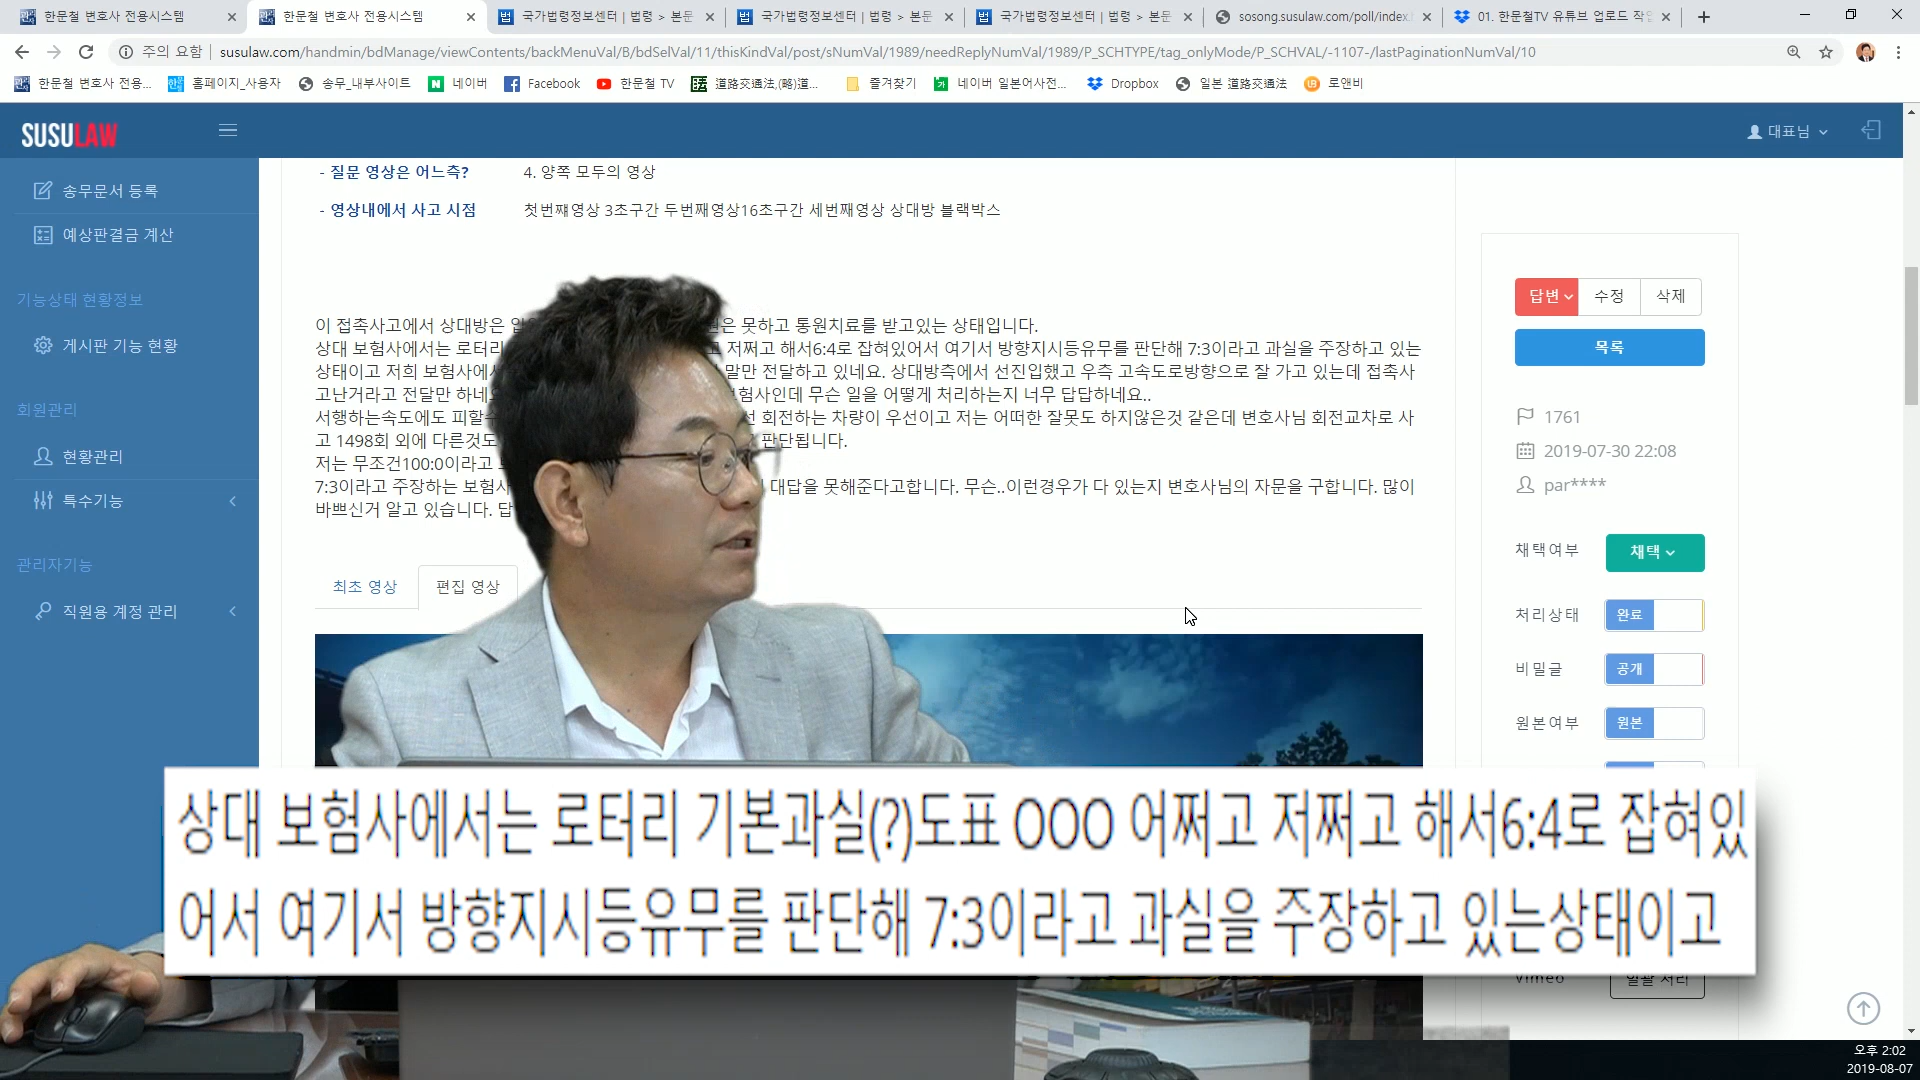 한문철 변호사 전용시스템
한문철 변호사 전용시스템
국가법령정보센터 | 법령 > 본문
국가법령정보센터 | 법령 > 본문
국가법령정보센터 | 법령 > 본문
sosong.susulaw.com/poll/index.
01. 한문철TV 유튜브 업로드 작업
주의 요함
susulaw.com/handmin/bdManage/viewContents/backMenuVal/B/bdSelVal/11/thisKindVal/post/sNumVal/1989/needReplyNumVal/1989/P_SCHTYPE/tag_onlyMode/P_SCHVAL/-1107-/lastPaginationNumVal/10
한문철 변호사 전용...
홈페이지_사용자
송무_내부사이트
네이버
Facebook
한문철 TV
道路交通法,(略)道...
즐겨찾기
네이버 일본어사전...
Dropbox
일본 道路交通法
로앤비
SUSULAW
대표님
송무문서 등록
예상판결금 계산
기능상태 현황정보
게시판 기능 현황
회원관리
현황관리
특수기능
관리자기능
직원용 계정 관리
- 질문 영상은 어느측? 4. 양쪽 모두의 영상
- 영상내에서 사고 시점 첫번째영상 3초구간 두번째영상16초구간 세번째영상 상대방 블랙박스
이 접촉사고에서 상대방은 은 못하고 통원치료를 받고있는 상태입니다.
상대 보험사에서는 로터리 저쩌고 해서6:4로 잡혀있어서 여기서 방향지시등유무를 판단해 7:3이라고 과실을 주장하고 있는
상태이고 저희 보험사에서 말만 전달하고 있네요. 상대방측에서 선진입했고 우측 고속도로방향으로 잘 가고 있는데 접촉사
고난거라고 전달만 하네요 험사인데 무슨 일을 어떻게 처리하는지 너무 답답하네요..
서행하는속도에도 피할수 선 회전하는 차량이 우선이고 저는 어떠한 잘못도 하지않은것 같은데 변호사님 회전교차로 사
고 1498회 외에 다른것도 판단됩니다.
저는 무조건100:0이라고
7:3이라고 주장하는 보험사 대답을 못해준다고합니다. 무슨..이런경우가 다 있는지 변호사님의 자문을 구합니다. 많이
바쁘신거 알고 있습니다. 답
최초 영상
편집 영상
답변 수정 삭제
목록
1761
2019-07-30 22:08
par****
채택여부 채택
처리상태 완료
비밀글 공개
원본여부 원본
Vimeo 일괄 처리
상대 보험사에서는 로터리 기본과실(?)도표 OOO 어쩌고 저쩌고 해서6:4로 잡혀있
어서 여기서 방향지시등유무를 판단해 7:3이라고 과실을 주장하고 있는상태이고
오후 2:02
2019-08-07